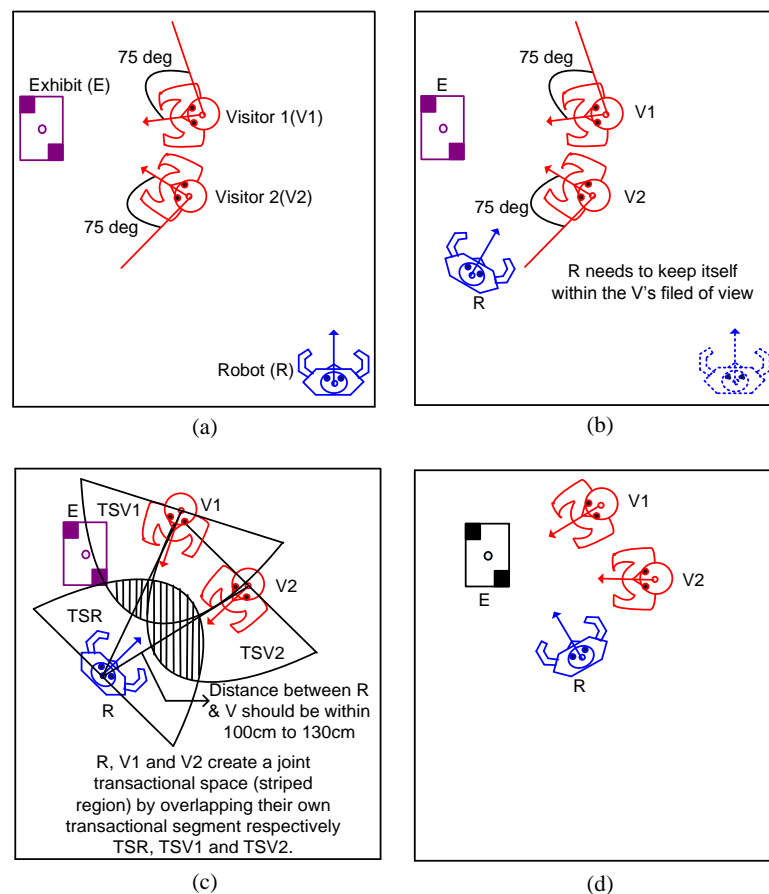 75 deg
Exhibit (E)
Visitor 1(V1)
Visitor 2(V2)
75 deg
Robot (R)
(a)
75 deg
E
V1
V2
75 deg
R needs to keep itself
within the V's filed of view
R
(b)
E
TSV1
V1
V2
TSR
TSV2
R
Distance between R
& V should be within
100cm to 130cm
R, V1 and V2 create a joint
transactional space (striped
region) by overlapping their own
transactional segment respectively
TSR, TSV1 and TSV2.
(c)
V1
V2
E
R
(d)